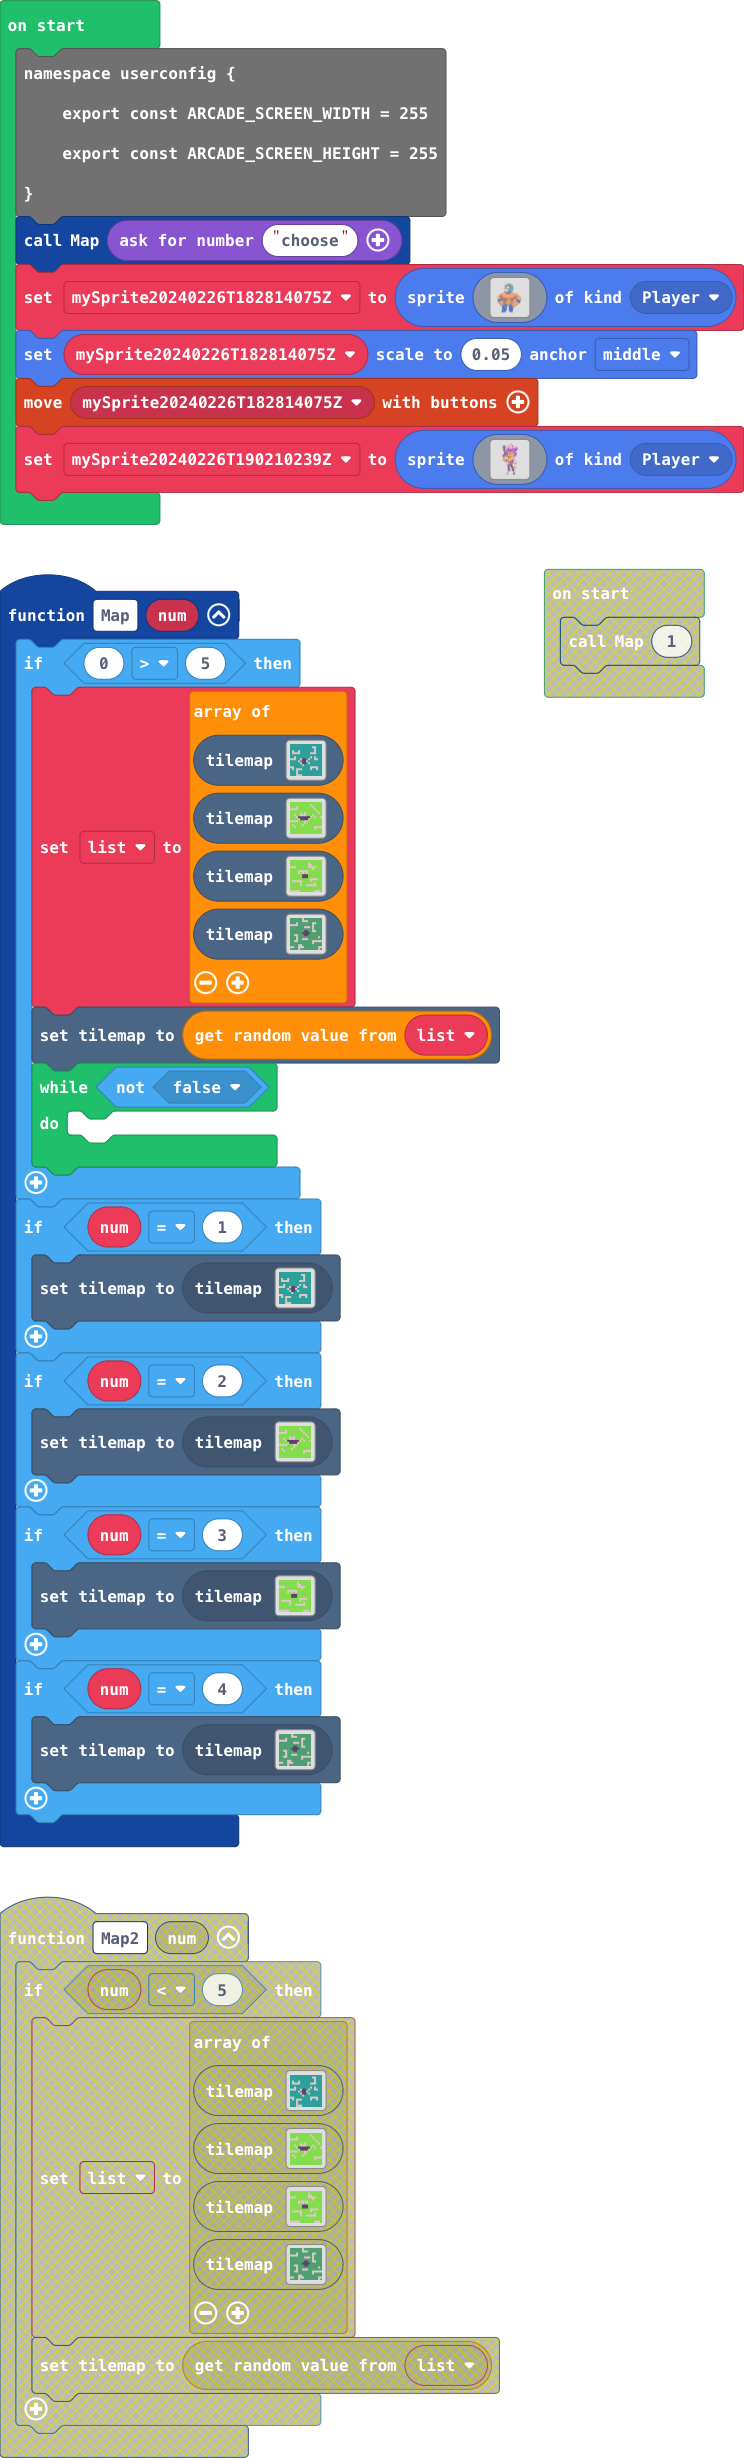 on start
namespace userconfig {
export const ARCADE_SCREEN_WIDTH = 255
export const ARCADE_SCREEN_HEIGHT = 255
}
call Map ask for number "choose"
set mySprite20240226T182814075Z to sprite of kind Player
set mySprite20240226T182814075Z scale to 0.05 anchor middle
move mySprite20240226T182814075Z with buttons
set mySprite20240226T190210239Z to sprite of kind Player
on start
call Map 1
function Map num
if 0 > 5 then
array of
tilemap
tilemap
set list to
tilemap
tilemap
set tilemap to get random value from list
while not false
do
if num = 1 then
set tilemap to tilemap
if num = 2 then
set tilemap to tilemap
if num = 3 then
set tilemap to tilemap
if num = 4 then
set tilemap to tilemap
function Map2 num
if num < 5 then
array of
tilemap
tilemap
set list to
tilemap
tilemap
set tilemap to get random value from list